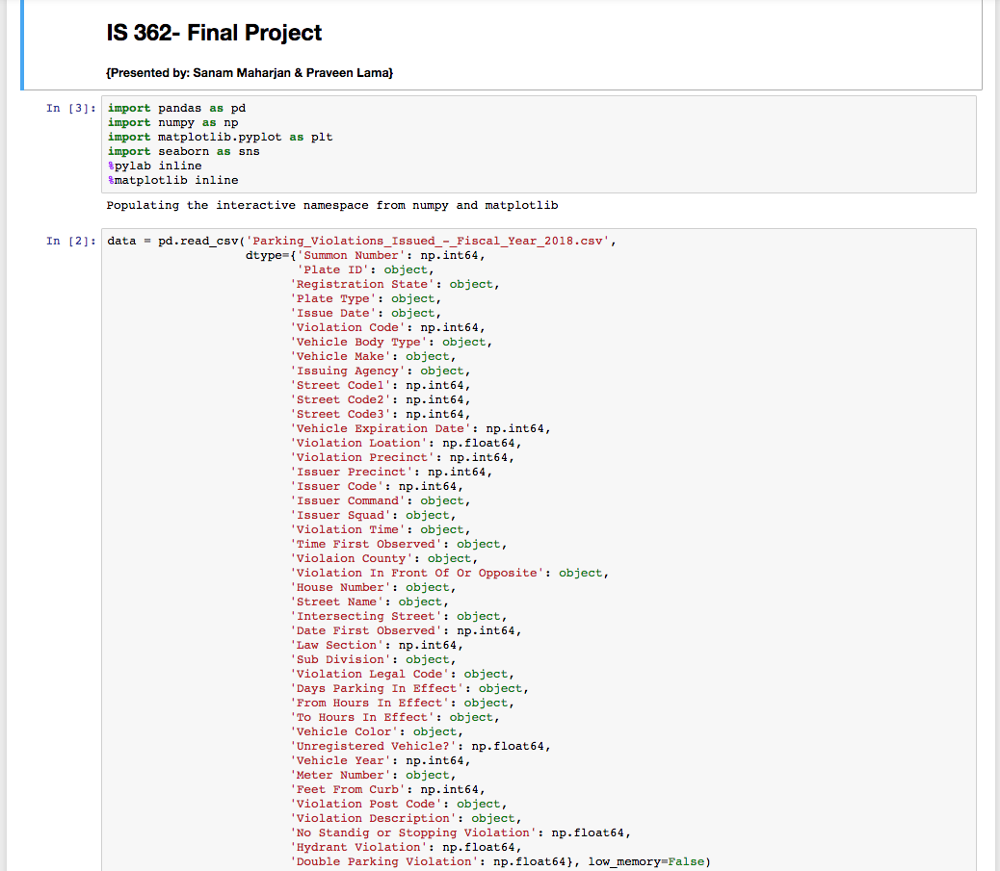 IS 362- Final Project
{Presented by: Sanam Maharjan & Praveen Lama}
In [3]: import pandas as pd
import numpy as np
import matplotlib.pyplot as plt
import seaborn as sns
%pylab inline
%matplotlib inline
Populating the interactive namespace from numpy and matplotlib
In [2]: data = pd.read_csv('Parking_Violations_Issued_-_Fiscal_Year_2018.csv',
dtype={'Summon Number': np.int64,
'Plate ID': object,
'Registration State': object,
'Plate Type': object,
'Issue Date': object,
'Violation Code': np.int64,
'Vehicle Body Type': object,
'Vehicle Make': object,
'Issuing Agency': object,
'Street Code1': np.int64,
'Street Code2': np.int64,
'Street Code3': np.int64,
'Vehicle Expiration Date': np.int64,
'Violation Loation': np.float64,
'Violation Precinct': np.int64,
'Issuer Precinct': np.int64,
'Issuer Code': np.int64,
'Issuer Command': object,
'Issuer Squad': object,
'Violation Time': object,
'Time First Observed': object,
'Violaion County': object,
'Violation In Front Of Or Opposite': object,
'House Number': object,
'Street Name': object,
'Intersecting Street': object,
'Date First Observed': np.int64,
'Law Section': np.int64,
'Sub Division': object,
'Violation Legal Code': object,
'Days Parking In Effect': object,
'From Hours In Effect': object,
'To Hours In Effect': object,
'Vehicle Color': object,
'Unregistered Vehicle?': np.float64,
'Vehicle Year': np.int64,
'Meter Number': object,
'Feet From Curb': np.int64,
'Violation Post Code': object,
'Violation Description': object,
'No Standig or Stopping Violation': np.float64,
'Hydrant Violation': np.float64,
'Double Parking Violation': np.float64}, low_memory=False)